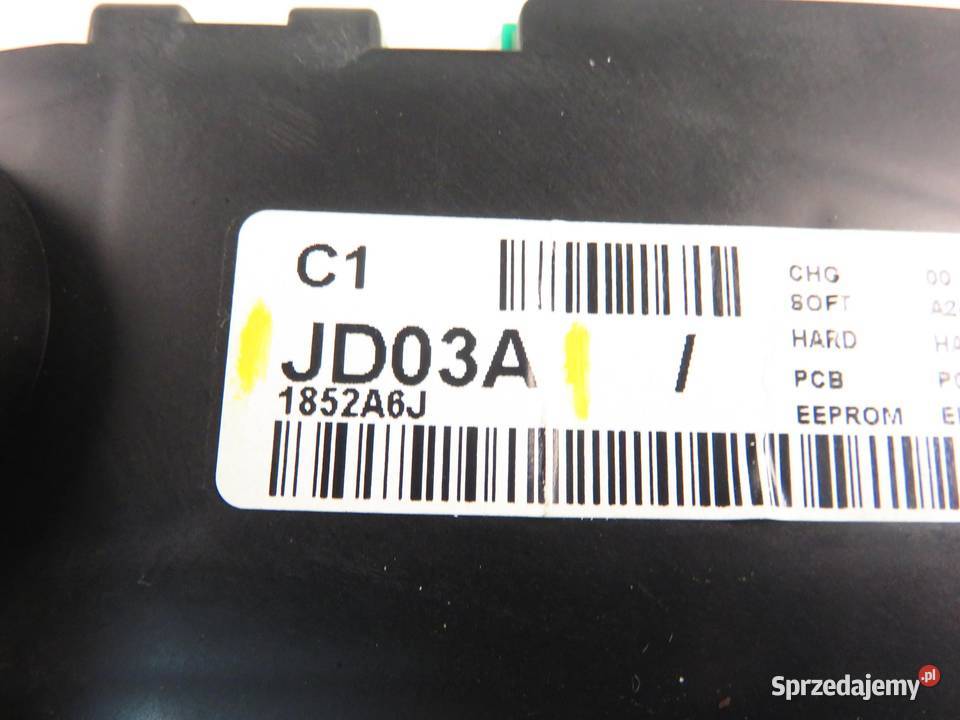 C1
JD03A /
1852A6J
CHG 00
SOFT
HARD
PCB
EEPROM
Sprzedajemy.pl